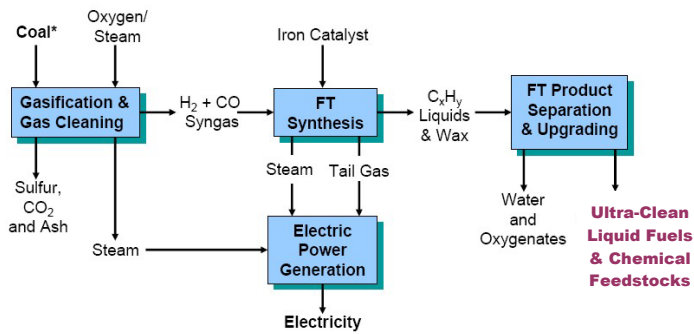 Coal*
Oxygen/
Steam
Iron Catalyst
Gasification &
Gas Cleaning
H₂ + CO
Syngas
FT
Synthesis
CₓHᵧ
Liquids
& Wax
FT Product
Separation
& Upgrading
Sulfur,
CO₂
and Ash
Steam
Steam
Tail Gas
Electric
Power
Generation
Electricity
Water
and
Oxygenates
Ultra-Clean
Liquid Fuels
& Chemical
Feedstocks